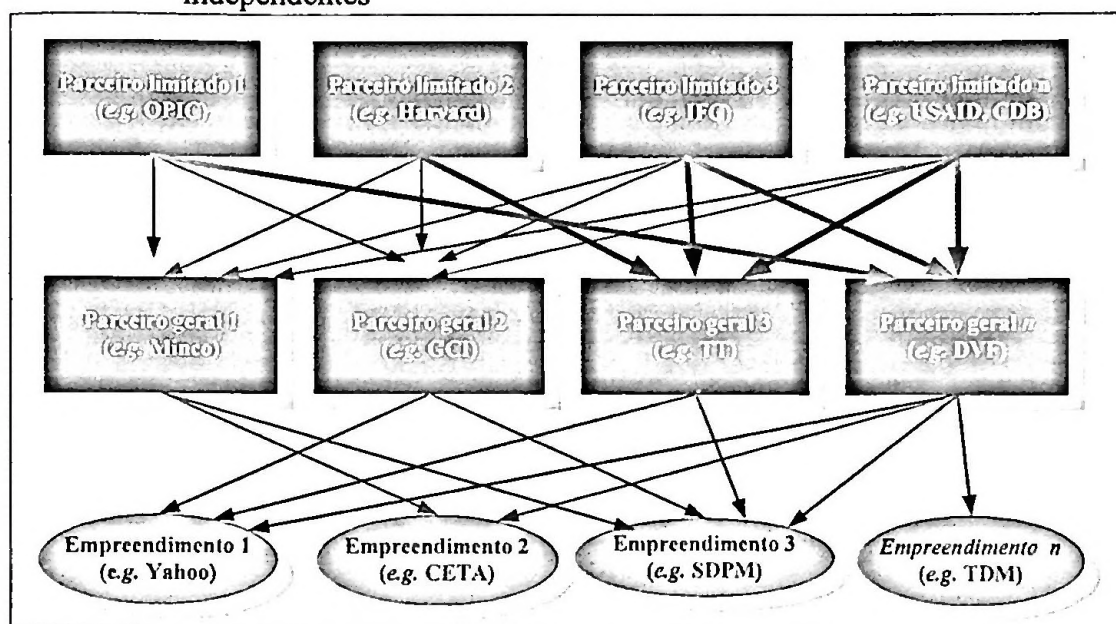 independentes
Parceiro limitado 1
(e.g. OPIC)
Parceiro limitado 2
(e.g. Harvard)
Parceiro limitado 3
(e.g. IFC)
Parceiro limitado n
(e.g. USAID, CDB)
Parceiro geral 1
(e.g. Minco)
Parceiro geral 2
(e.g. GCI)
Parceiro geral 3
(e.g.
Parceiro geral n
(e.g. DVF)
Empreendimento 1
(e.g. Yahoo)
Empreendimento 2
(e.g. CETA)
Empreendimento 3
(e.g. SDPM)
Empreendimento n
(e.g. TDM)